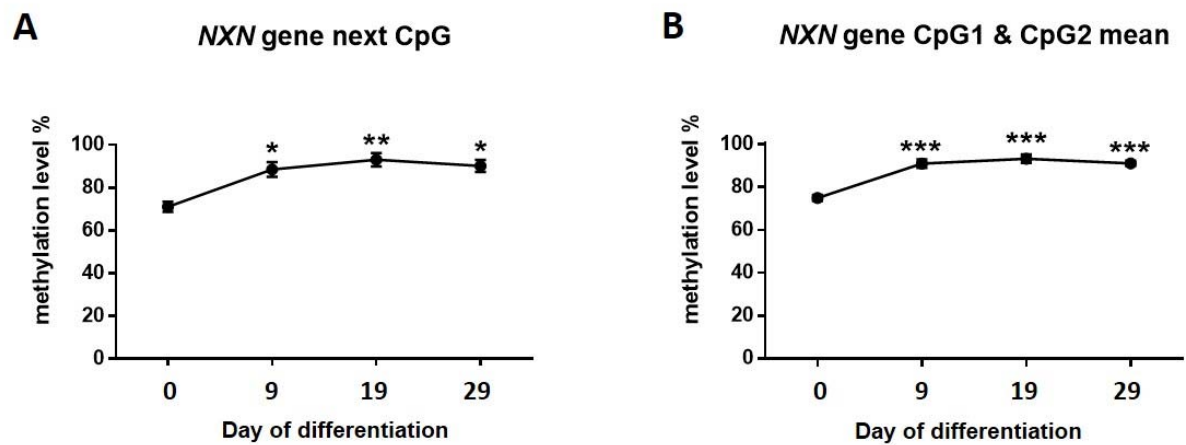 A
NXN gene next CpG
methylation level %
100
80
60
40
20
0
*
**
*
0 9 19 29
Day of differentiation
B
NXN gene CpG1 & CpG2 mean
methylation level %
100
80
60
40
20
0
***
***
***
0 9 19 29
Day of differentiation